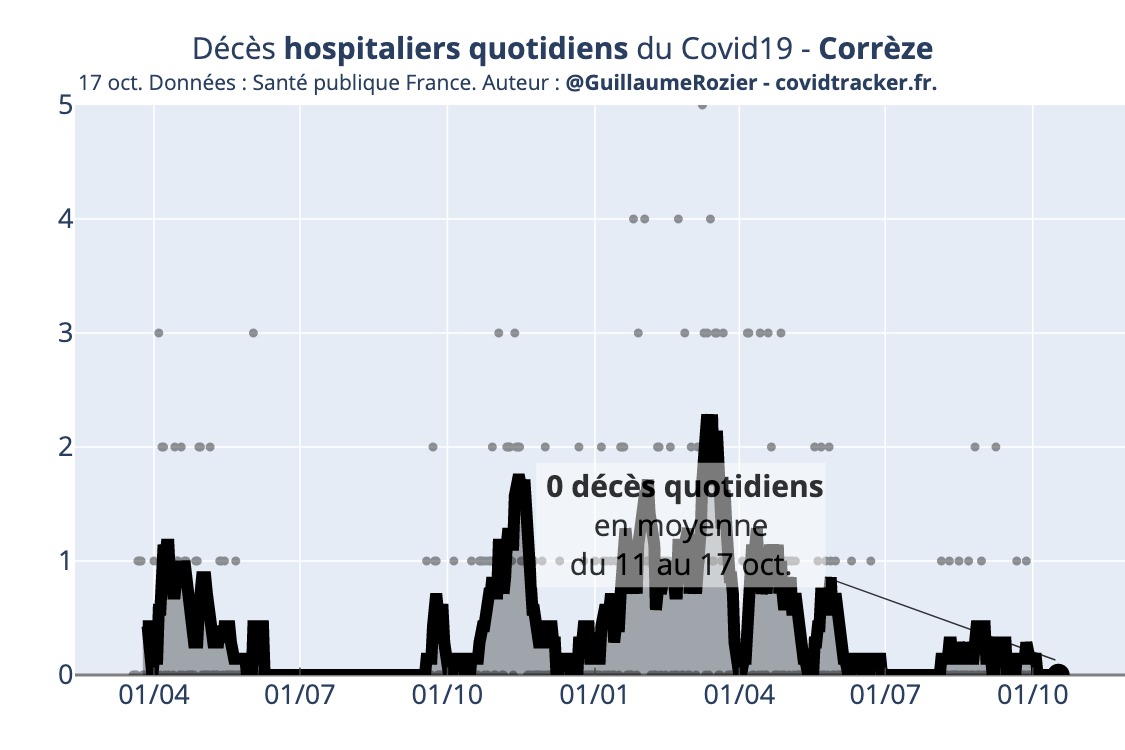 Décès hospitaliers quotidiens du Covid19 - Corrèze
17 oct. Données : Santé publique France. Auteur : @GuillaumeRozier - covidtracker.fr.
5
4
3
2
1
0
0 décès quotidiens
en moyenne
du 11 au 17 oct.
01/04 01/07 01/10 01/01 01/04 01/07 01/10